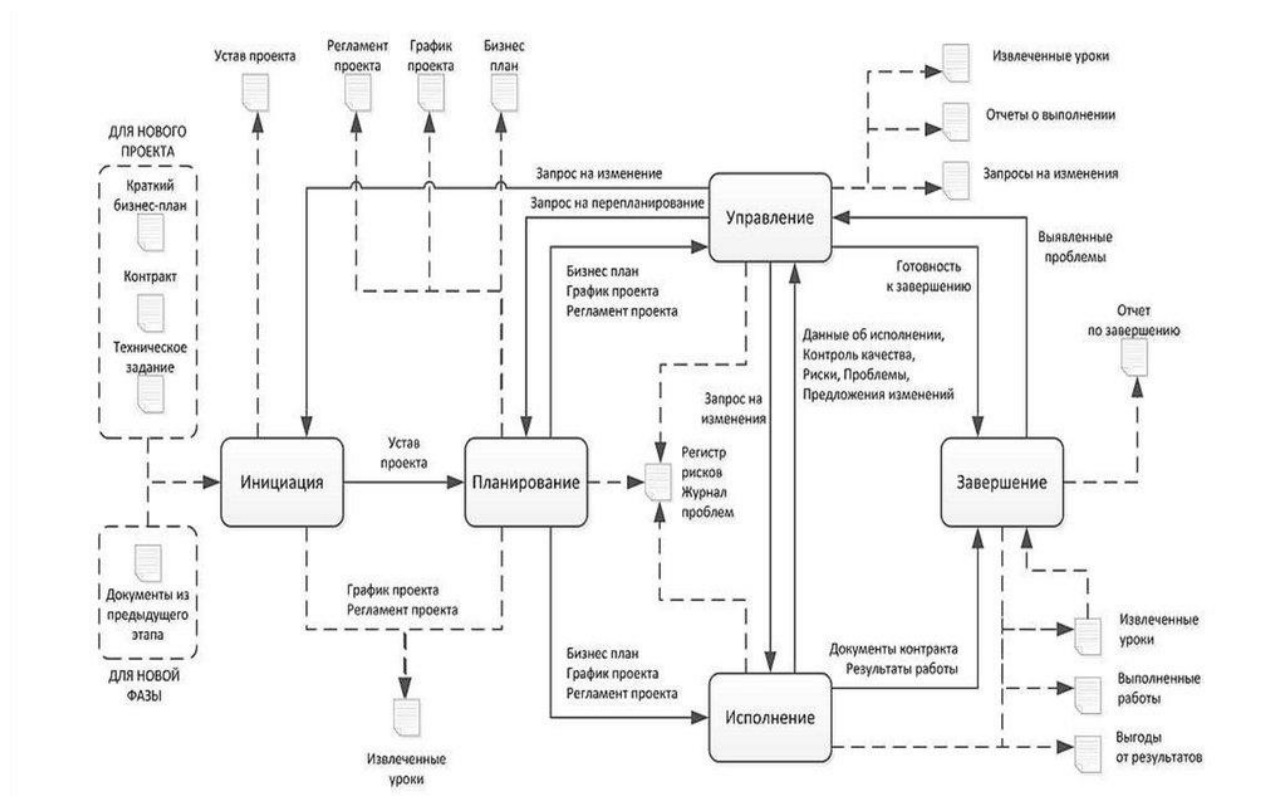 Устав проекта
Регламент
проекта
График
проекта
Бизнес
план
Извлеченные уроки
Отчеты о выполнении
Запросы на изменения
ДЛЯ НОВОГО
ПРОЕКТА
Краткий
бизнес-план
Контракт
Техническое
задание
Запрос на изменение
Запрос на перепланирование
Управление
Выявленные
проблемы
Бизнес план
График проекта
Регламент проекта
Готовность
к завершению
Отчет
по завершению
Данные об исполнении,
Контроль качества,
Риски, Проблемы,
Предложения изменений
Запрос на
изменения
Инициация
Устав
проекта
Планирование
Регистр
рисков
Журнал
проблем
Завершение
Документы из
предыдущего
этапа
ДЛЯ НОВОЙ
ФАЗЫ
График проекта
Регламент проекта
Извлеченные
уроки
Бизнес план
График проекта
Регламент проекта
Исполнение
Документы контракта
Результаты работы
Извлеченные
уроки
Выполненные
работы
Выгоды
от результатов